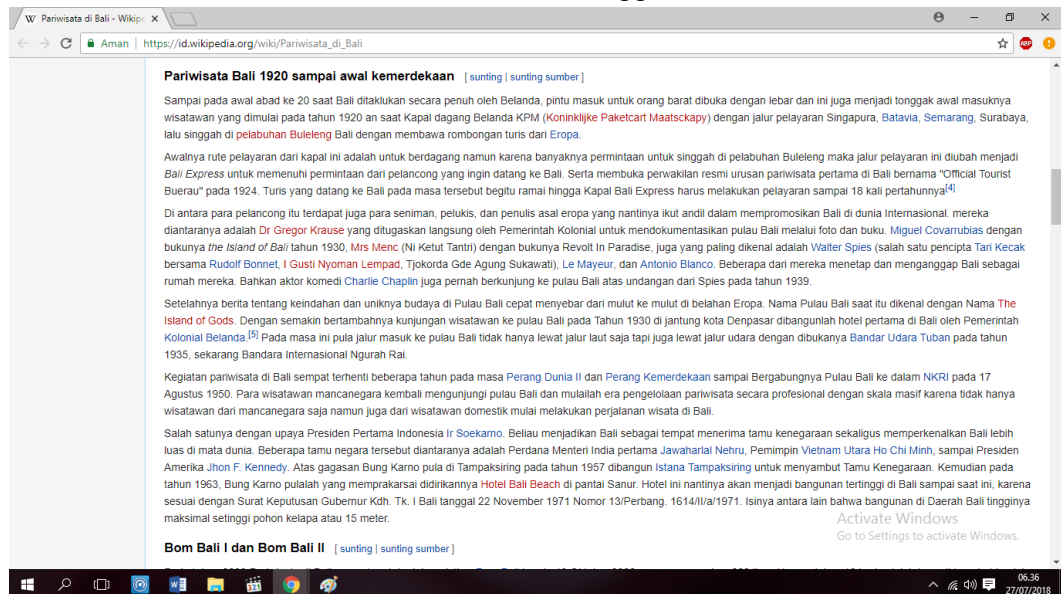 Pariwisata di Bali - Wikip
Aman | https://id.wikipedia.org/wiki/Pariwisata_di_Bali
ABP
Pariwisata Bali 1920 sampai awal kemerdekaan [ sunting | sunting sumber ]
Sampai pada awal abad ke 20 saat Bali ditaklukan secara penuh oleh Belanda, pintu masuk untuk orang barat dibuka dengan lebar dan ini juga menjadi tonggak awal masuknya
wisatawan yang dimulai pada tahun 1920 an saat Kapal dagang Belanda KPM (Koninklijke Paketcart Maatsckapy) dengan jalur pelayaran Singapura, Batavia, Semarang, Surabaya,
lalu singgah di pelabuhan Buleleng Bali dengan membawa rombongan turis dari Eropa.
Awalnya rute pelayaran dari kapal ini adalah untuk berdagang namun karena banyaknya permintaan untuk singgah di pelabuhan Buleleng maka jalur pelayaran ini diubah menjadi
Bali Express untuk memenuhi permintaan dari pelancong yang ingin datang ke Bali. Serta membuka perwakilan resmi urusan pariwisata pertama di Bali bernama "Official Tourist
Buerau" pada 1924. Turis yang datang ke Bali pada masa tersebut begitu ramai hingga Kapal Bali Express harus melakukan pelayaran sampai 18 kali pertahunnya[4]
Di antara para pelancong itu terdapat juga para seniman, pelukis, dan penulis asal eropa yang nantinya ikut andil dalam mempromosikan Bali di dunia Internasional. mereka
diantaranya adalah Dr Gregor Krause yang ditugaskan langsung oleh Pemerintah Kolonial untuk mendokumentasikan pulau Bali melalui foto dan buku. Miguel Covarrubias dengan
bukunya the Island of Bali tahun 1930, Mrs Menc (Ni Ketut Tantri) dengan bukunya Revolt In Paradise, juga yang paling dikenal adalah Walter Spies (salah satu pencipta Tari Kecak
bersama Rudolf Bonnet, I Gusti Nyoman Lempad, Tjokorda Gde Agung Sukawati), Le Mayeur, dan Antonio Blanco. Beberapa dari mereka menetap dan menganggap Bali sebagai
rumah mereka. Bahkan aktor komedi Charlie Chaplin juga pernah berkunjung ke pulau Bali atas undangan dari Spies pada tahun 1939.
Setelahnya berita tentang keindahan dan uniknya budaya di Pulau Bali cepat menyebar dari mulut ke mulut di belahan Eropa. Nama Pulau Bali saat itu dikenal dengan Nama The
Island of Gods. Dengan semakin bertambahnya kunjungan wisatawan ke pulau Bali pada Tahun 1930 di jantung kota Denpasar dibangunlah hotel pertama di Bali oleh Pemerintah
Kolonial Belanda.[5] Pada masa ini pula jalur masuk ke pulau Bali tidak hanya lewat jalur laut saja tapi juga lewat jalur udara dengan dibukanya Bandar Udara Tuban pada tahun
1935, sekarang Bandara Internasional Ngurah Rai.
Kegiatan pariwisata di Bali sempat terhenti beberapa tahun pada masa Perang Dunia II dan Perang Kemerdekaan sampai Bergabungnya Pulau Bali ke dalam NKRI pada 17
Agustus 1950. Para wisatawan mancanegara kembali mengunjungi pulau Bali dan mulailah era pengelolaan pariwisata secara profesional dengan skala masif karena tidak hanya
wisatawan dari mancanegara saja namun juga dari wisatawan domestik mulai melakukan perjalanan wisata di Bali.
Salah satunya dengan upaya Presiden Pertama Indonesia Ir Soekarno. Beliau menjadikan Bali sebagai tempat menerima tamu kenegaraan sekaligus memperkenalkan Bali lebih
luas di mata dunia. Beberapa tamu negara tersebut diantaranya adalah Perdana Menteri India pertama Jawaharlal Nehru, Pemimpin Vietnam Utara Ho Chi Minh, sampai Presiden
Amerika Jhon F. Kennedy. Atas gagasan Bung Karno pula di Tampaksiring pada tahun 1957 dibangun Istana Tampaksiring untuk menyambut Tamu Kenegaraan. Kemudian pada
tahun 1963, Bung Karno pulalah yang memprakarsai didirikannya Hotel Bali Beach di pantai Sanur. Hotel ini nantinya akan menjadi bangunan tertinggi di Bali sampai saat ini, karena
sesuai dengan Surat Keputusan Gubernur Kdh. Tk. I Bali tanggal 22 November 1971 Nomor 13/Perbang. 1614/II/a/1971. Isinya antara lain bahwa bangunan di Daerah Bali tingginya
maksimal setinggi pohon kelapa atau 15 meter.
Activate Windows
Go to Settings to activate Windows.
Bom Bali I dan Bom Bali II [ sunting | sunting sumber ]
06.36
27/07/2018